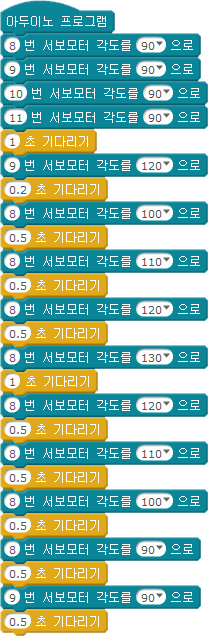 아두이노 프로그램
8 번 서보모터 각도를 90 으로
9 번 서보모터 각도를 90 으로
10 번 서보모터 각도를 90 으로
11 번 서보모터 각도를 90 으로
1 초 기다리기
9 번 서보모터 각도를 120 으로
0.2 초 기다리기
8 번 서보모터 각도를 100 으로
0.5 초 기다리기
8 번 서보모터 각도를 110 으로
0.5 초 기다리기
8 번 서보모터 각도를 120 으로
0.5 초 기다리기
8 번 서보모터 각도를 130 으로
1 초 기다리기
8 번 서보모터 각도를 120 으로
0.5 초 기다리기
8 번 서보모터 각도를 110 으로
0.5 초 기다리기
8 번 서보모터 각도를 100 으로
0.5 초 기다리기
8 번 서보모터 각도를 90 으로
0.5 초 기다리기
9 번 서보모터 각도를 90 으로
0.5 초 기다리기